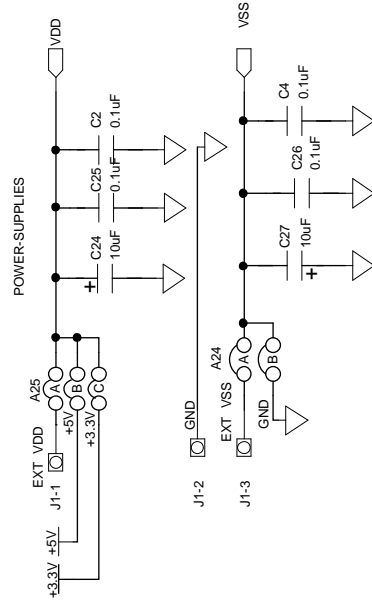 POWER-SUPPLIES
VDD
C2
0.1uF
C25
0.1uF
C24
10uF
+
A25
A
B
C
+5V
+3.3V
EXT VDD
J1-1
+5V
+3.3V
GND
J1-2
VSS
C4
0.1uF
C26
0.1uF
C27
10uF
+
A24
A
B
EXT VSS
J1-3
GND